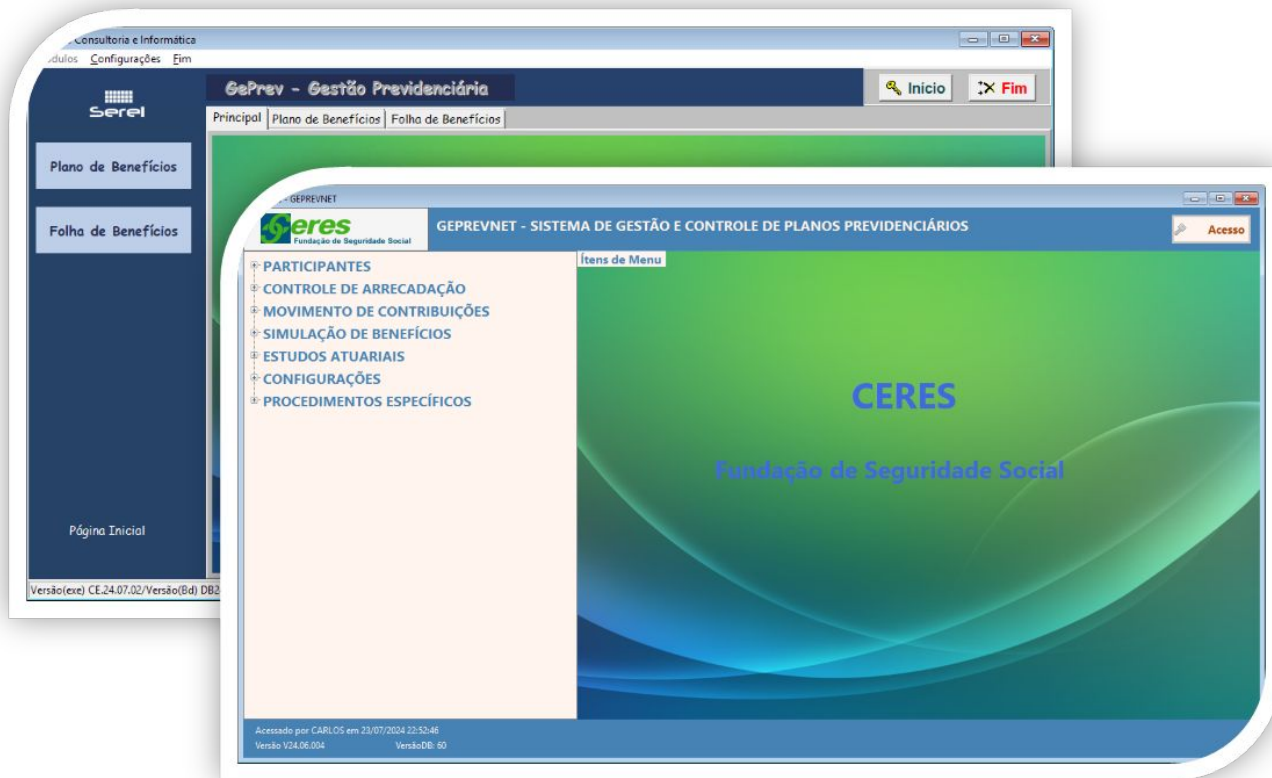 Consultoria e Informática
Configurações Fim
Serel
GePrev - Gestão Previdenciária
Inicio
Fim
Principal Plano de Benefícios Folha de Benefícios
Plano de Benefícios
Folha de Benefícios
Página Inicial
Versão(exe) CE.24.07.02/Versão(Bd)
- GEPREVNET
Ceres
Fundação de Seguridade Social
GEPREVNET - SISTEMA DE GESTÃO E CONTROLE DE PLANOS PREVIDENCIÁRIOS
Acesso
PARTICIPANTES
CONTROLE DE ARRECADAÇÃO
MOVIMENTO DE CONTRIBUIÇÕES
SIMULAÇÃO DE BENEFÍCIOS
ESTUDOS ATUARIAIS
CONFIGURAÇÕES
PROCEDIMENTOS ESPECÍFICOS
Ítens de Menu
CERES
Fundação de Seguridade Social
Acessado por CARLOS em 23/07/2024 22:52:46
Versão V24.06.004 VersãoDB: 60